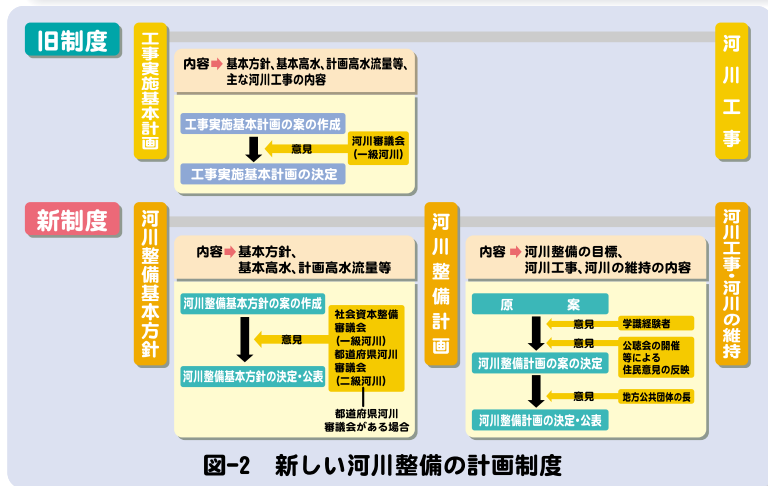 旧制度
工事実施基本計画
内容➡基本方針、基本高水、計画高水流量等、
主な河川工事の内容
工事実施基本計画の案の作成
意見
河川審議会
(一級河川)
工事実施基本計画の決定
河川工事
新制度
河川整備基本方針
内容➡基本方針、
基本高水、計画高水流量等
河川整備基本方針の案の作成
意見
社会資本整備
審議会
(一級河川)
都道府県河川
審議会
(二級河川)
河川整備基本方針の決定・公表
都道府県河川
審議会がある場合
河川整備計画
内容➡河川整備の目標、
河川工事、河川の維持の内容
原案
意見
学識経験者
意見
公聴会の開催
等による
住民意見の反映
河川整備計画の案の決定
意見
地方公共団体の長
河川整備計画の決定・公表
河川工事・河川の維持
図-2 新しい河川整備の計画制度